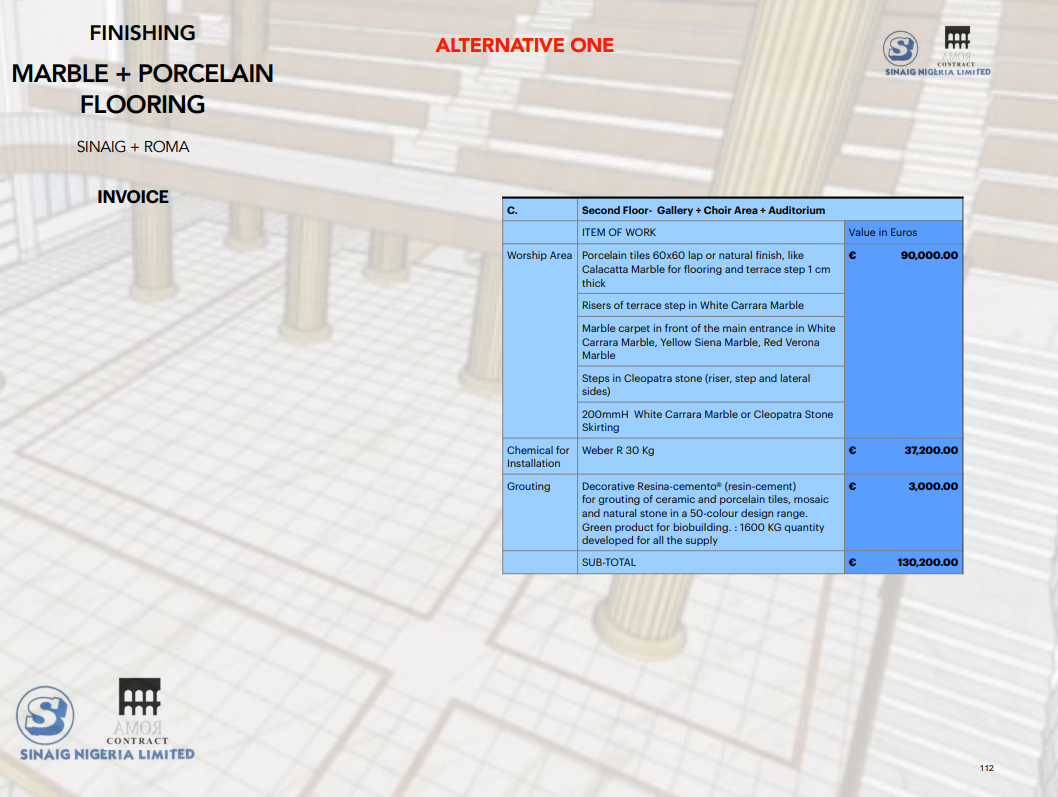 FINISHING
MARBLE + PORCELAIN
FLOORING
SINAIG + ROMA
INVOICE
ALTERNATIVE ONE
ROMA
CONTRACT
SINAIG NIGERIA LIMITED
C.
Second Floor- Gallery + Choir Area + Auditorium
ITEM OF WORK
Value in Euros
Worship Area
Porcelain tiles 60x60 lap or natural finish, like
Calacatta Marble for flooring and terrace step 1 cm
thick
€ 90,000.00
Risers of terrace step in White Carrara Marble
Marble carpet in front of the main entrance in White
Carrara Marble, Yellow Siena Marble, Red Verona
Marble
Steps in Cleopatra stone (riser, step and lateral
sides)
200mmH White Carrara Marble or Cleopatra Stone
Skirting
Chemical for
Installation
Weber R 30 Kg
€ 37,200.00
Grouting
Decorative Resina-cemento® (resin-cement)
for grouting of ceramic and porcelain tiles, mosaic
and natural stone in a 50-colour design range.
Green product for biobuilding. : 1600 KG quantity
developed for all the supply
€ 3,000.00
SUB-TOTAL
€ 130,200.00
S
ROMA
CONTRACT
SINAIG NIGERIA LIMITED
112